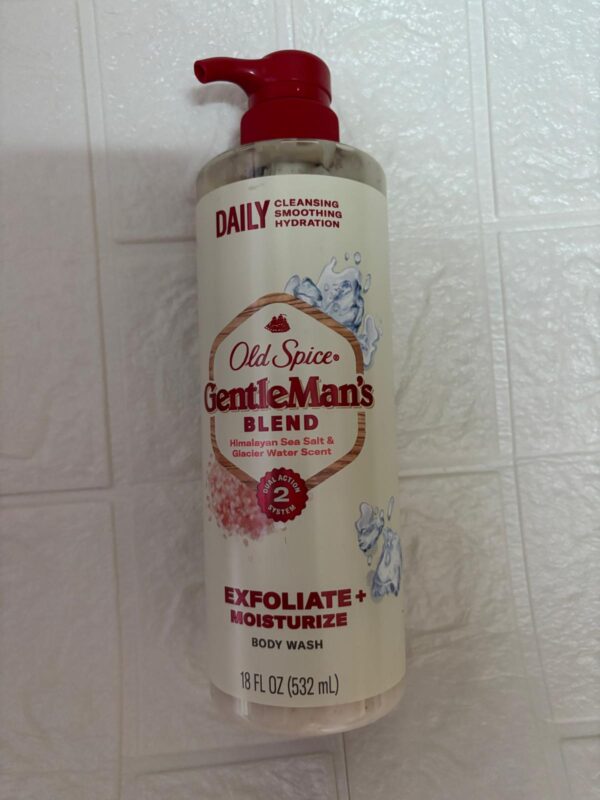 DAILY CLEANSING
SMOOTHING
HYDRATION
Old Spice®
GentleMan's
BLEND
Himalayan Sea Salt &
Glacier Water Scent
DUAL ACTION
2
SYSTEM
EXFOLIATE +
MOISTURIZE
BODY WASH
18 FL OZ (532 mL)